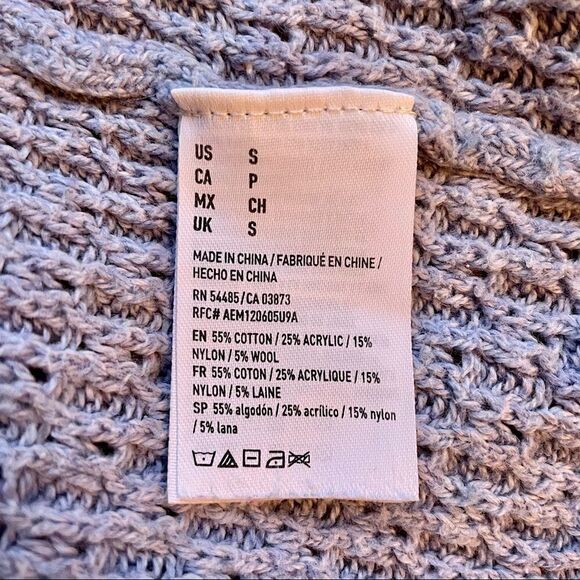 US S
CA P
MX CH
UK S
MADE IN CHINA / FABRIQUÉ EN CHINE /
HECHO EN CHINA
RN 54485/CA 03873
RFC# AEM120605U9A
EN 55% COTTON / 25% ACRYLIC / 15%
NYLON / 5% WOOL
FR 55% COTON / 25% ACRYLIQUE / 15%
NYLON / 5% LAINE
SP 55% algodón / 25% acrílico / 15% nylon
/ 5% lana